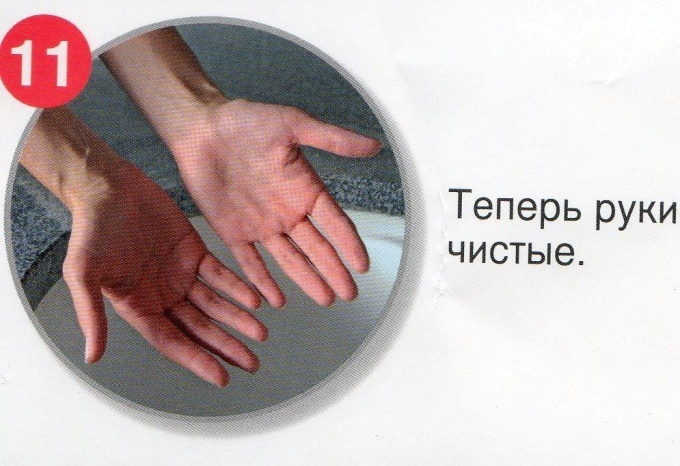 11
Теперь руки
чистые.